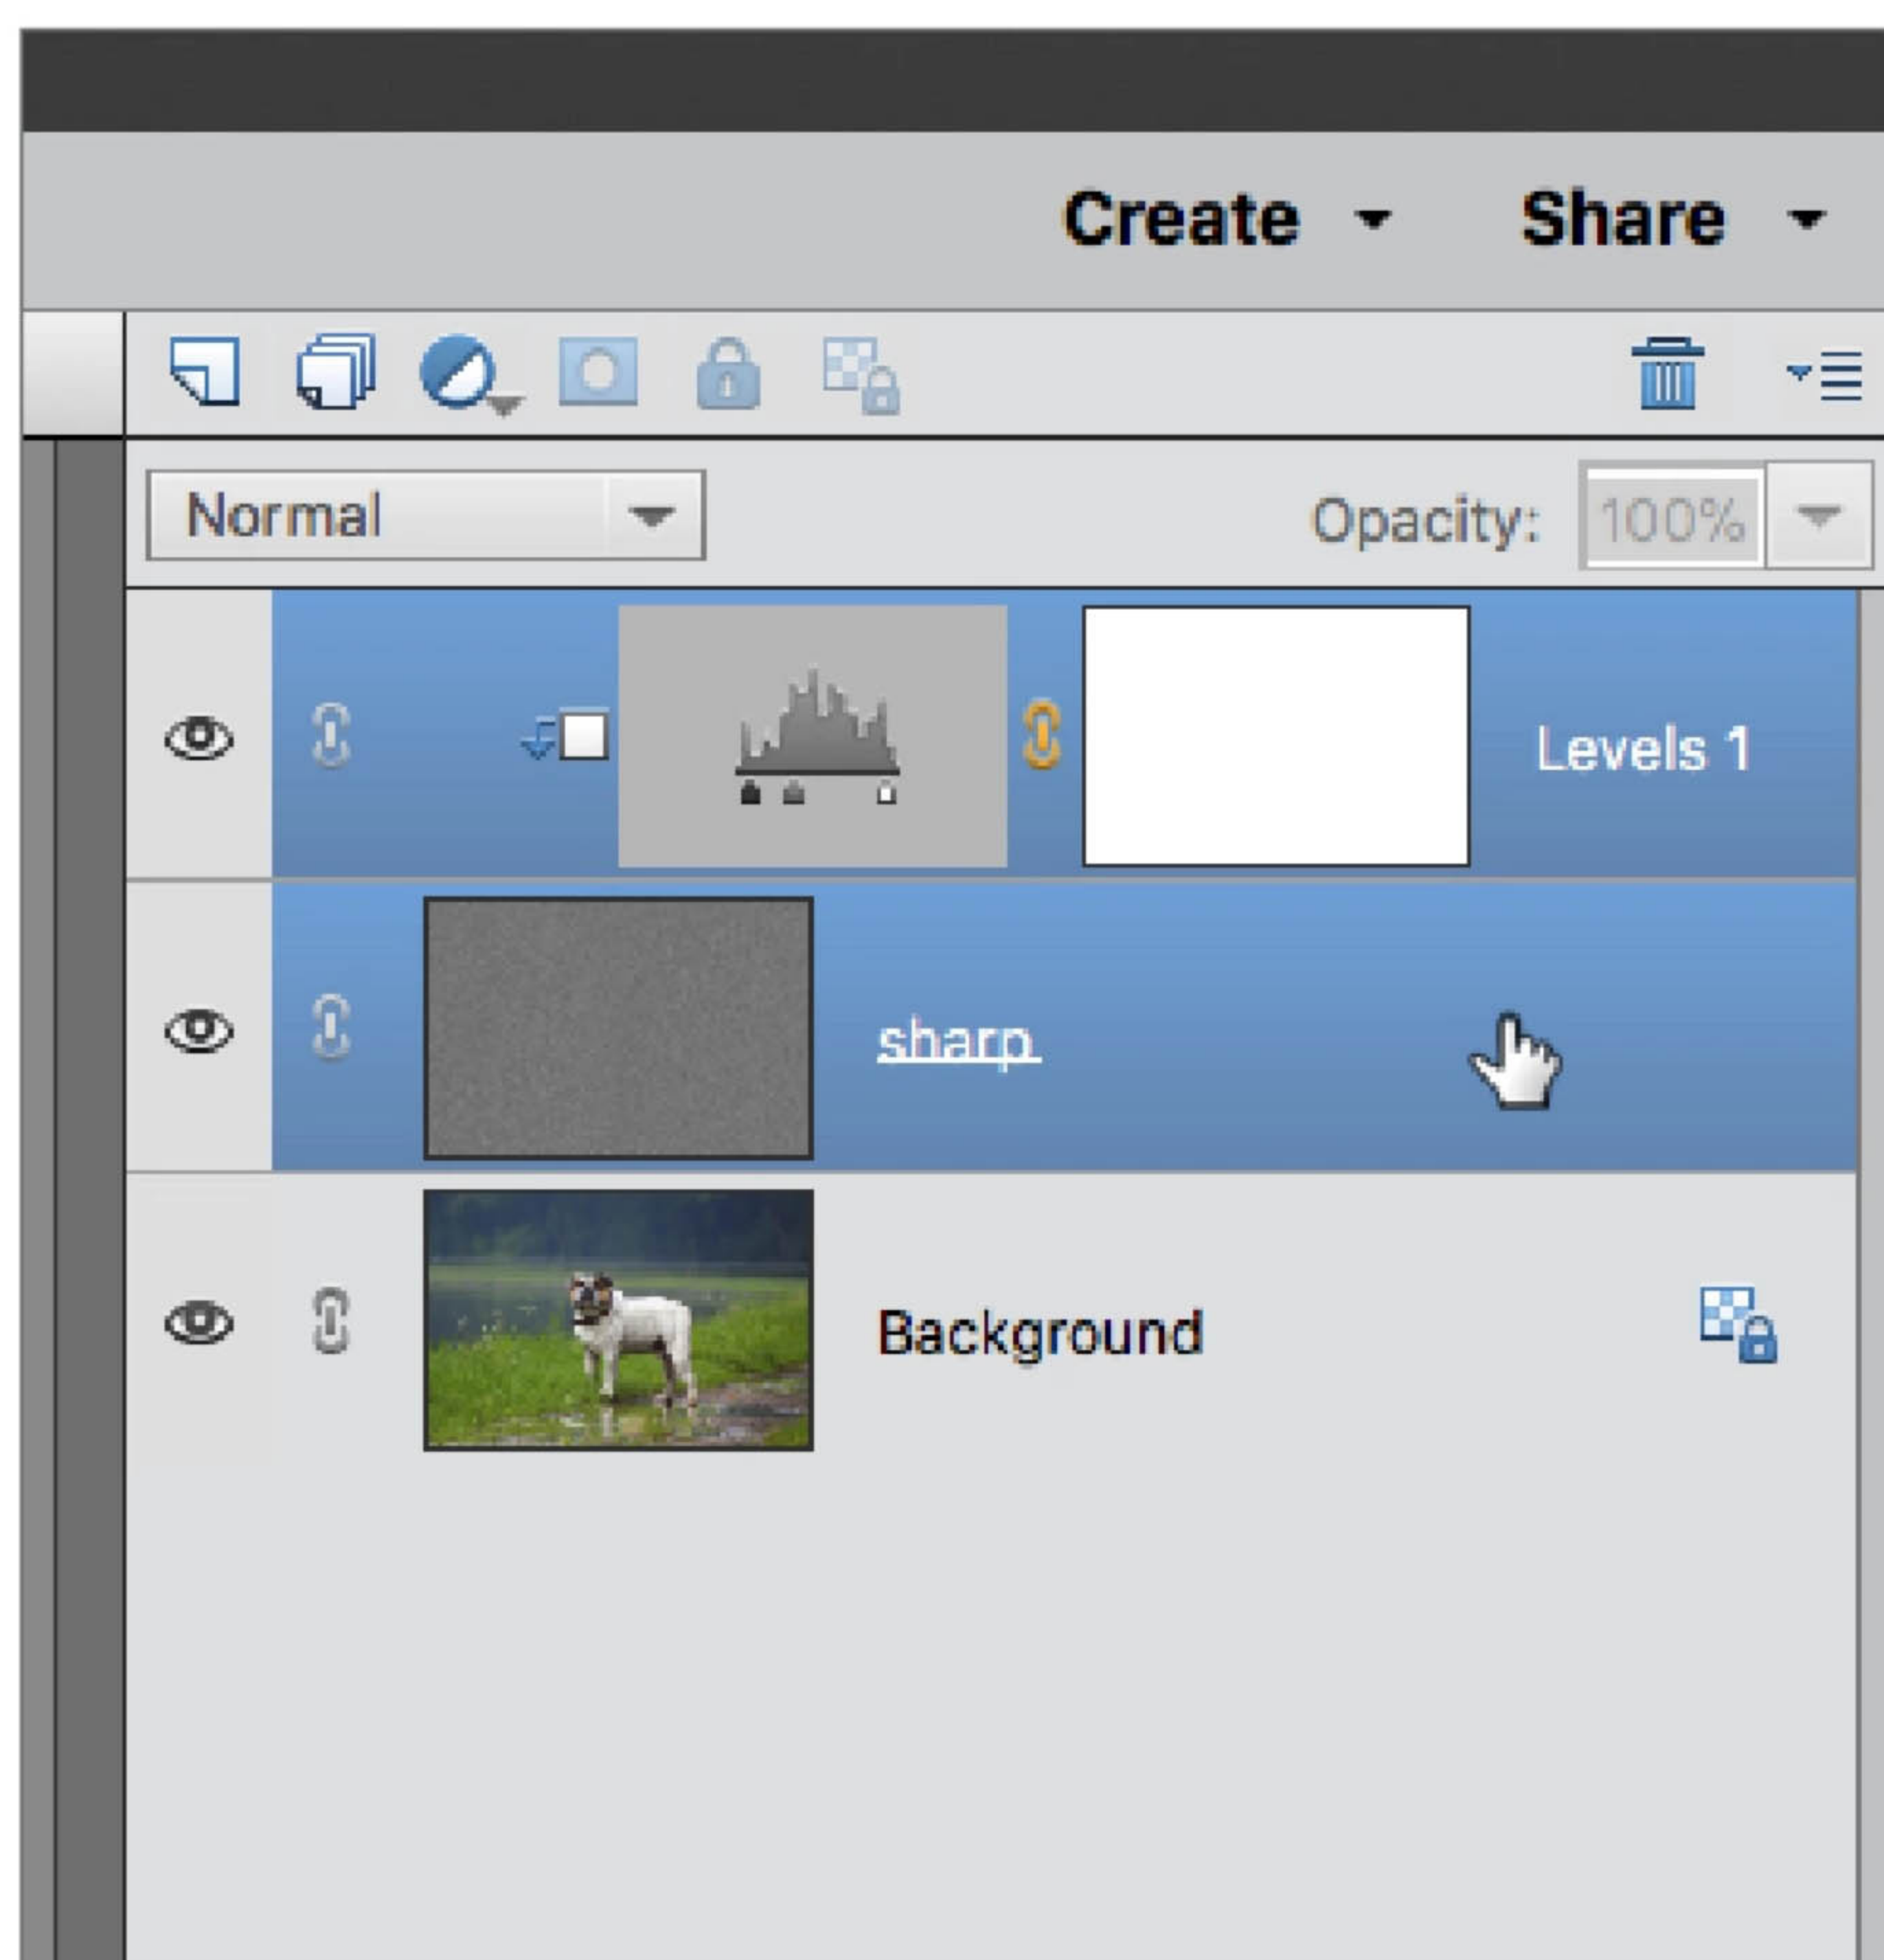 Create Share
Normal Opacity: 100%
Levels 1
sharp
Background